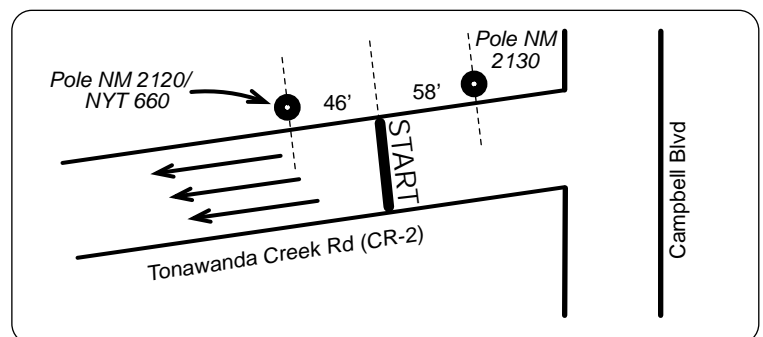 Pole NM 2120/
NYT 660
46’
58’
Pole NM
2130
START
Tonawanda Creek Rd (CR-2)
Campbell Blvd